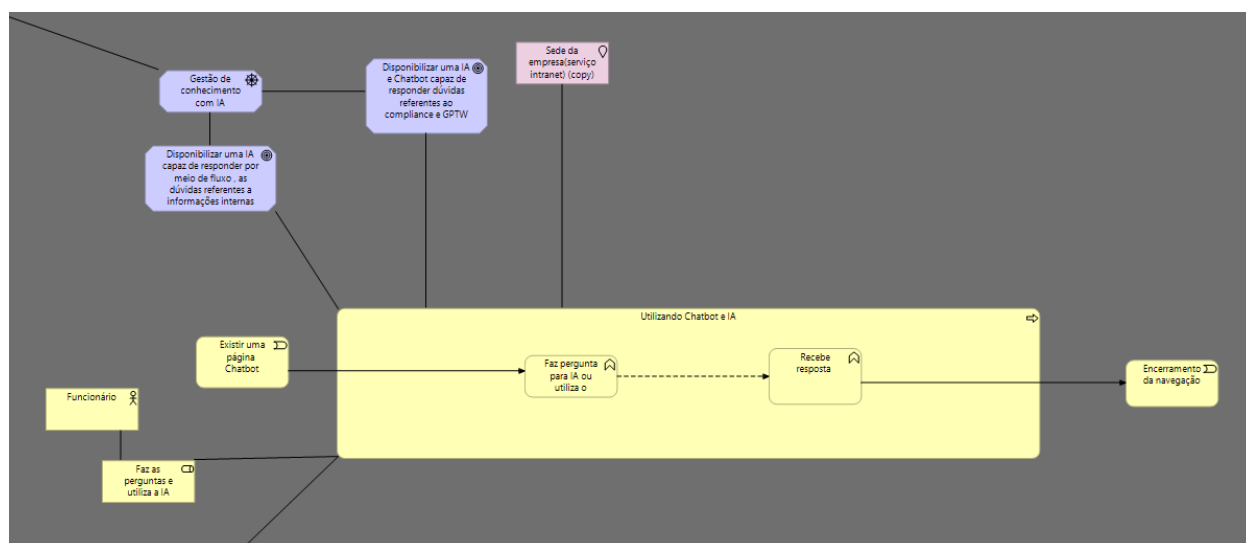 Gestão de
conhecimento
com IA
Disponibilizar uma IA
e Chatbot capaz de
responder dúvidas
referentes ao
compliance e GPTW
Sede da
empresa(serviço
intranet) (copy)
Disponibilizar uma IA
capaz de responder por
meio de fluxo , as
dúvidas referentes a
informações internas
Utilizando Chatbot e IA
Existir uma
página
Chatbot
Faz pergunta
para IA ou
utiliza o
Recebe
resposta
Encerramento
da navegação
Funcionário
Faz as
perguntas e
utiliza a IA